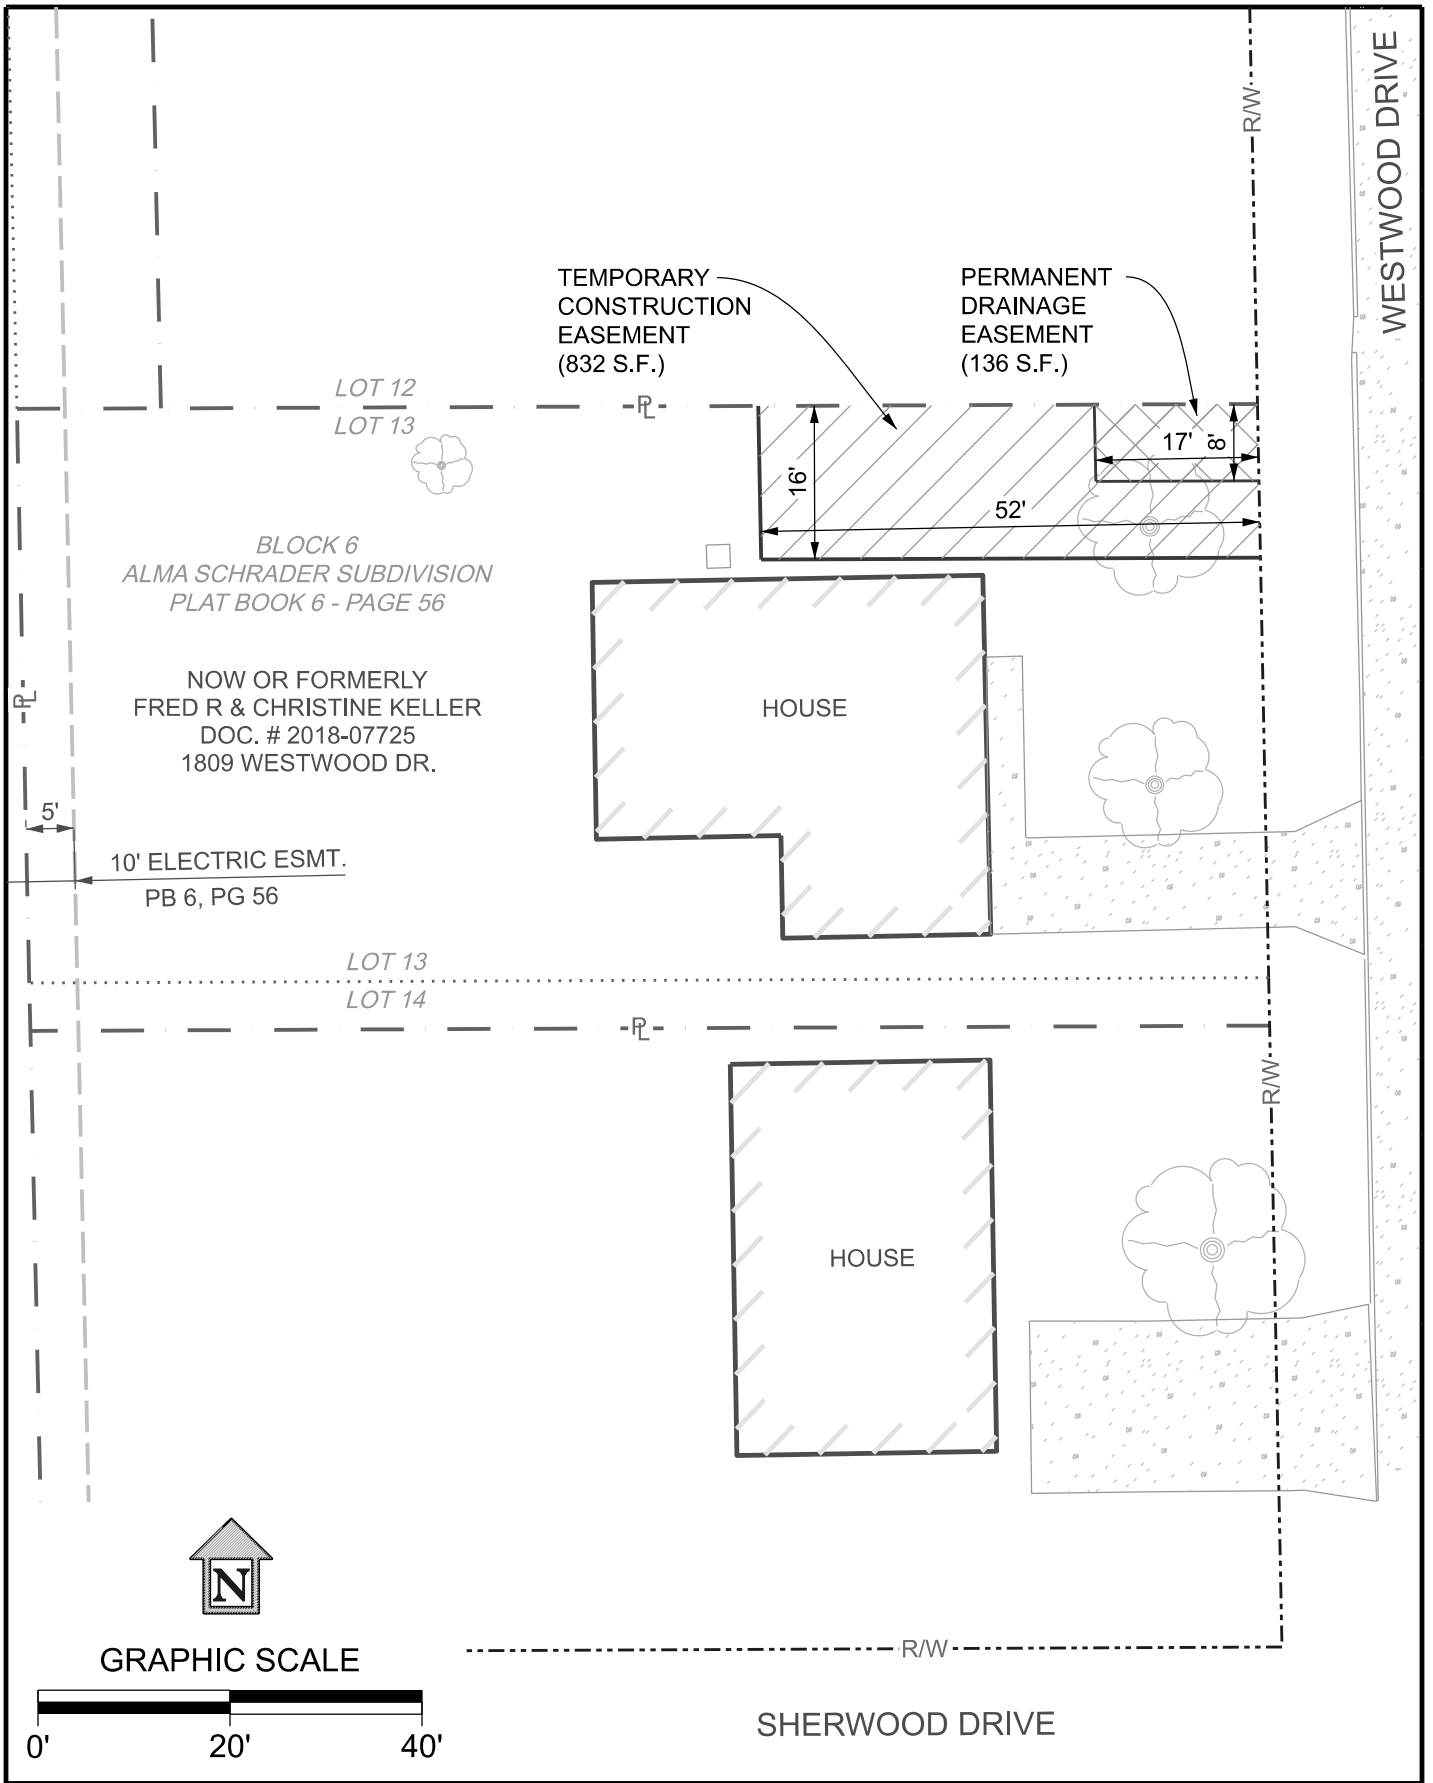 WESTWOOD DRIVE
R/W
TEMPORARY
CONSTRUCTION
EASEMENT
(832 S.F.)
PERMANENT
DRAINAGE
EASEMENT
(136 S.F.)
LOT 12
PL
LOT 13
17'
8'
16'
52'
BLOCK 6
ALMA SCHRADER SUBDIVISION
PLAT BOOK 6 - PAGE 56
NOW OR FORMERLY
FRED R & CHRISTINE KELLER
DOC. # 2018-07725
1809 WESTWOOD DR.
PL
HOUSE
5'
10' ELECTRIC ESMT.
PB 6, PG 56
LOT 13
LOT 14
PL
R/W
HOUSE
N
GRAPHIC SCALE
0' 20' 40'
R/W
SHERWOOD DRIVE